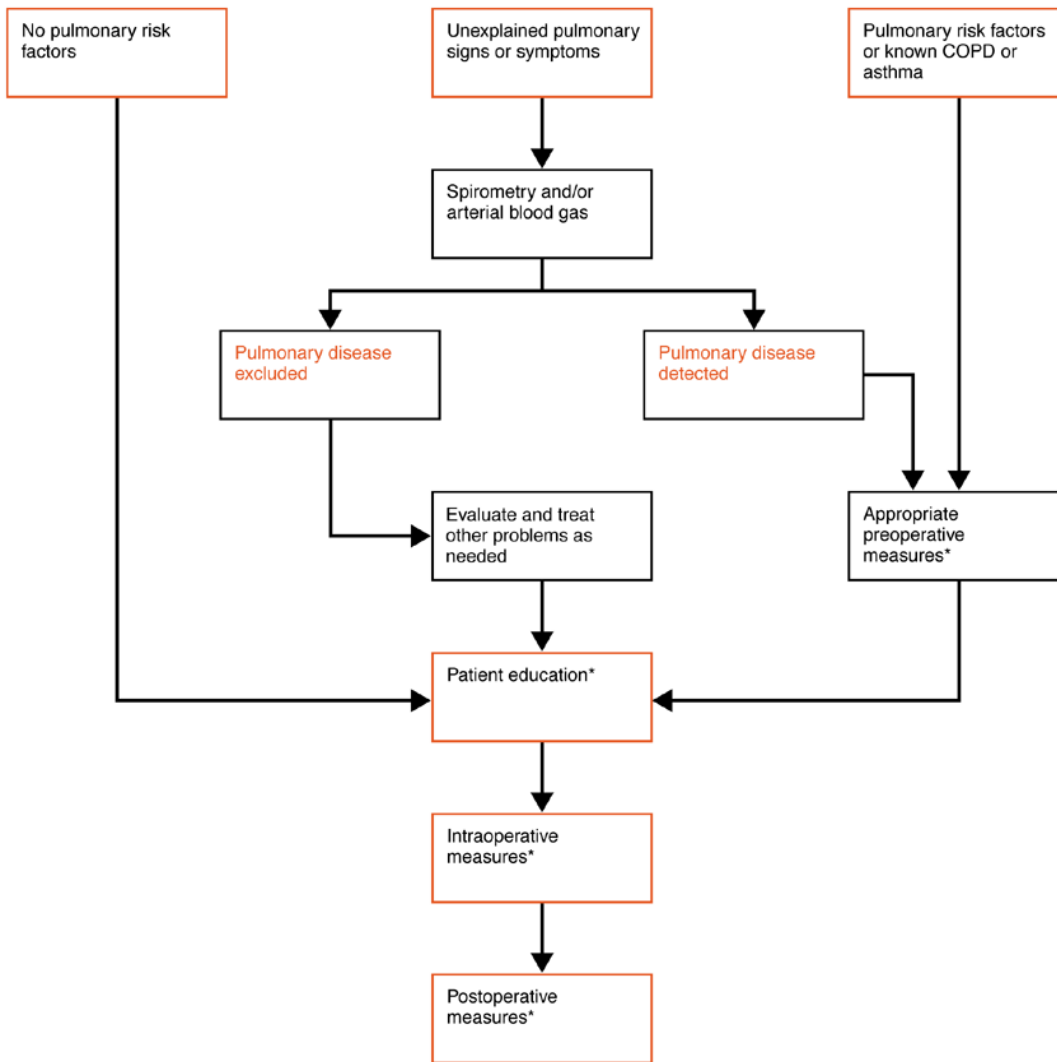 No pulmonary risk
factors
Unexplained pulmonary
signs or symptoms
Pulmonary risk factors
or known COPD or
asthma
Spirometry and/or
arterial blood gas
Pulmonary disease
excluded
Pulmonary disease
detected
Evaluate and treat
other problems as
needed
Appropriate
preoperative
measures*
Patient education*
Intraoperative
measures*
Postoperative
measures*